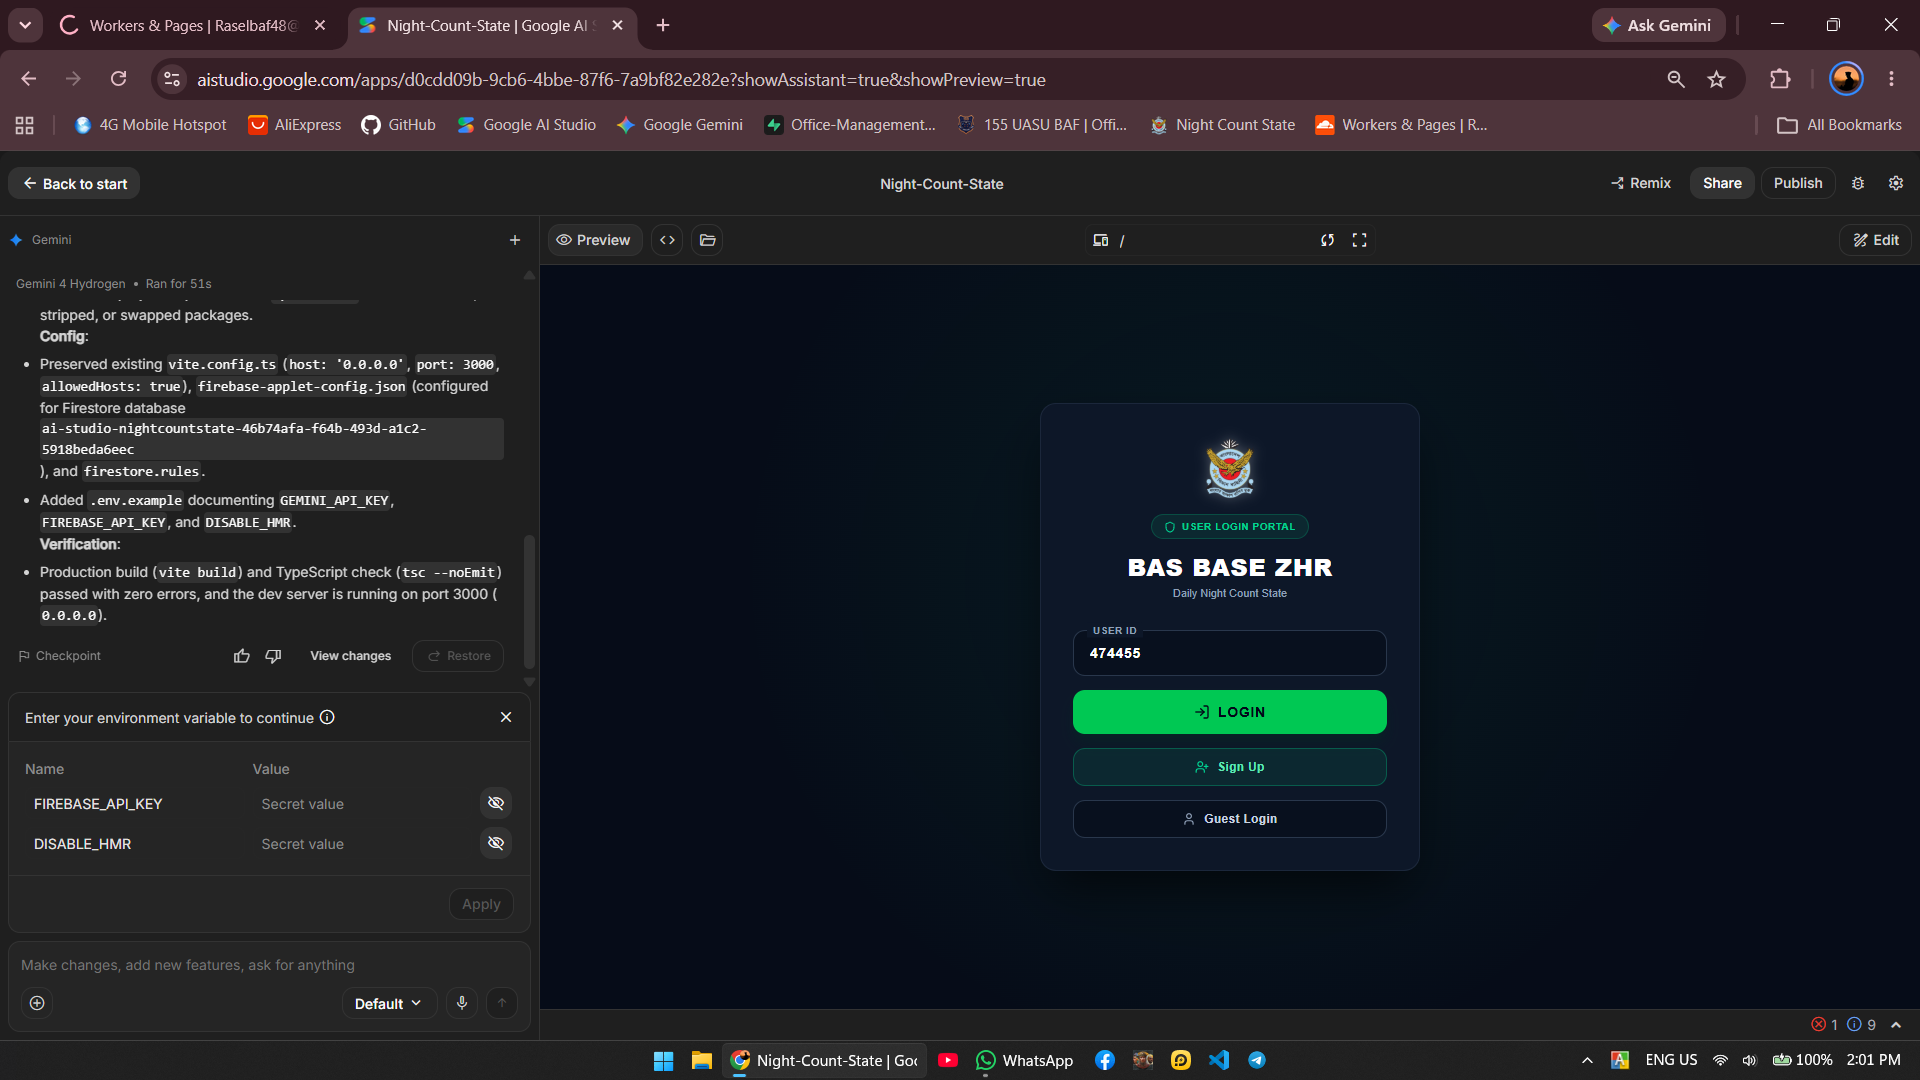 Workers & Pages | Raselbaf48@
Night-Count-State | Google AI S
Ask Gemini
aistudio.google.com/apps/d0cdd09b-9cb6-4bbe-87f6-7a9bf82e282e?showAssistant=true&showPreview=true
4G Mobile Hotspot
AliExpress
GitHub
Google AI Studio
Google Gemini
Office-Management...
155 UASU BAF | Offi...
Night Count State
Workers & Pages | R...
All Bookmarks
Back to start
Night-Count-State
Remix
Share
Publish
Gemini
Preview
/
Edit
Gemini 4 Hydrogen • Ran for 51s
stripped, or swapped packages.
Config:
• Preserved existing vite.config.ts (host: '0.0.0.0', port: 3000,
allowedHosts: true), firebase-applet-config.json (configured
for Firestore database
ai-studio-nightcountstate-46b74afa-f64b-493d-a1c2-
5918beda6eec
), and firestore.rules.
• Added .env.example documenting GEMINI_API_KEY,
FIREBASE_API_KEY, and DISABLE_HMR.
Verification:
• Production build (vite build) and TypeScript check (tsc --noEmit)
passed with zero errors, and the dev server is running on port 3000 (
0.0.0.0).
Checkpoint
View changes
Restore
Enter your environment variable to continue
Name Value
FIREBASE_API_KEY Secret value
DISABLE_HMR Secret value
Apply
Make changes, add new features, ask for anything
Default
USER LOGIN PORTAL
BAS BASE ZHR
Daily Night Count State
USER ID
474455
LOGIN
Sign Up
Guest Login
1 9
Night-Count-State | Goo
WhatsApp
ENG US
100%
2:01 PM